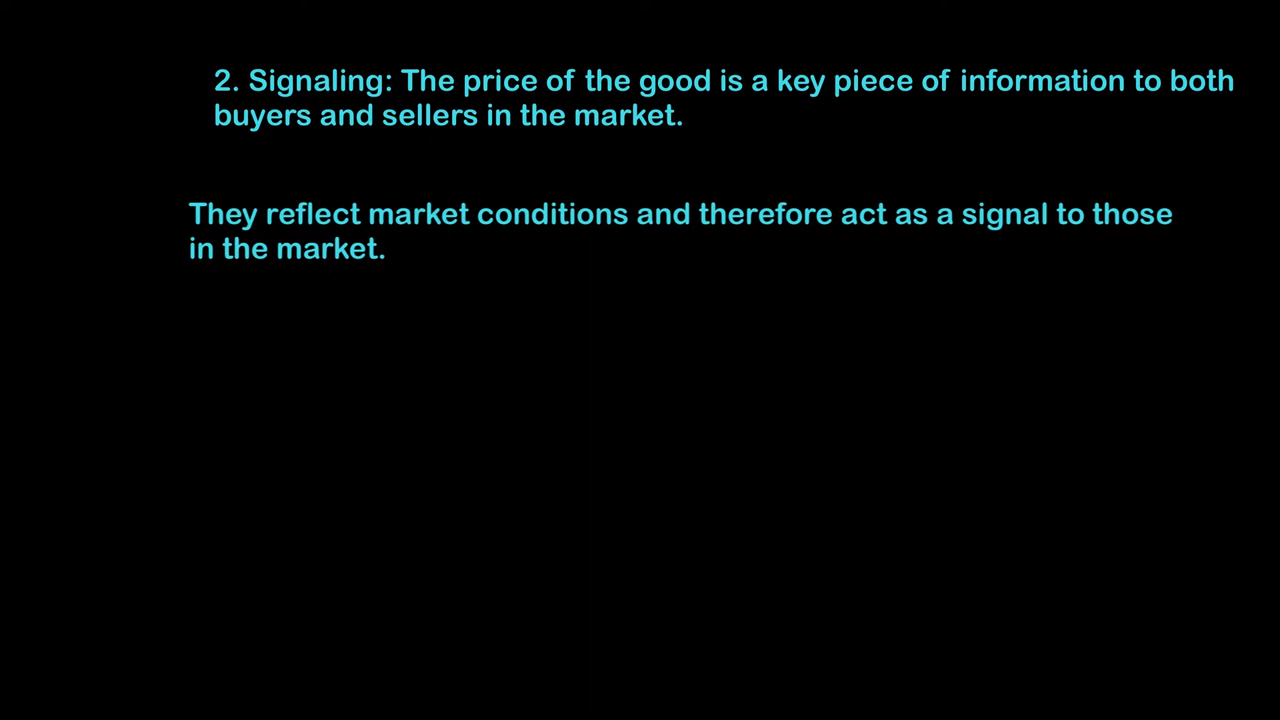 2. Signaling: The price of the good is a key piece of information to both
buyers and sellers in the market.
They reflect market conditions and therefore act as a signal to those
in the market.